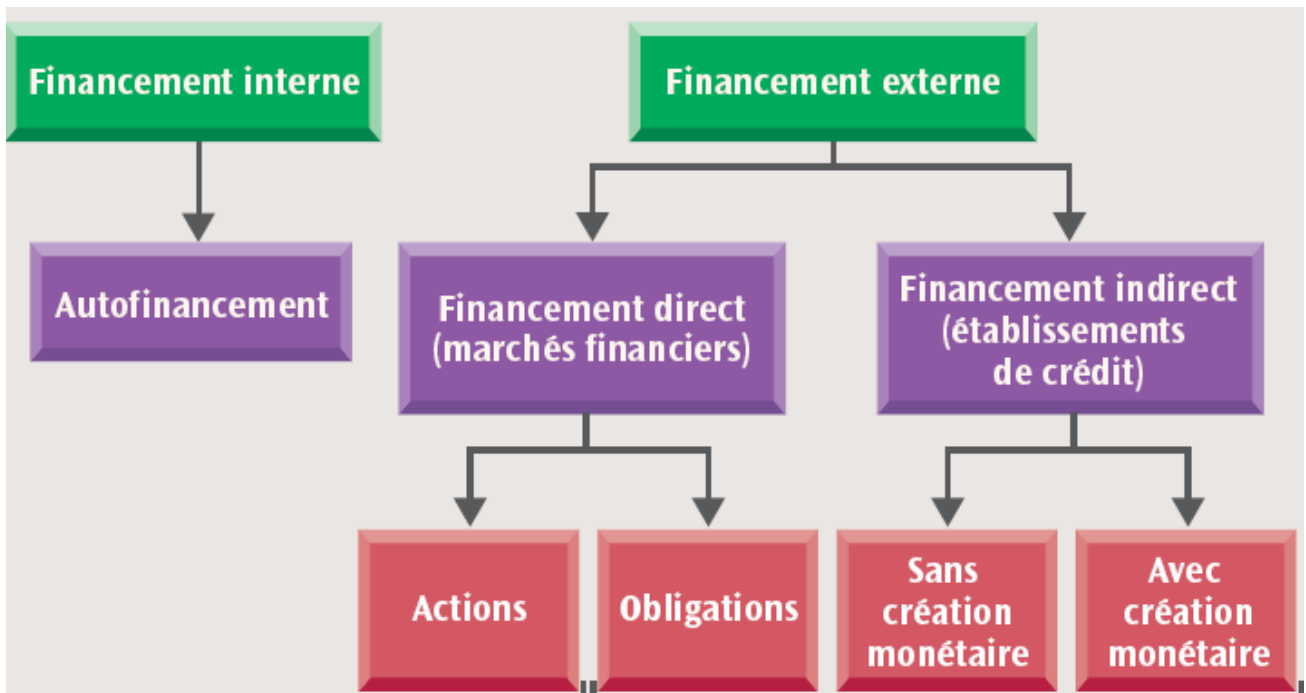 Financement interne
Financement externe
Autofinancement
Financement direct
(marchés financiers)
Financement indirect
(établissements
de crédit)
Actions
Obligations
Sans
création
monétaire
Avec
création
monétaire